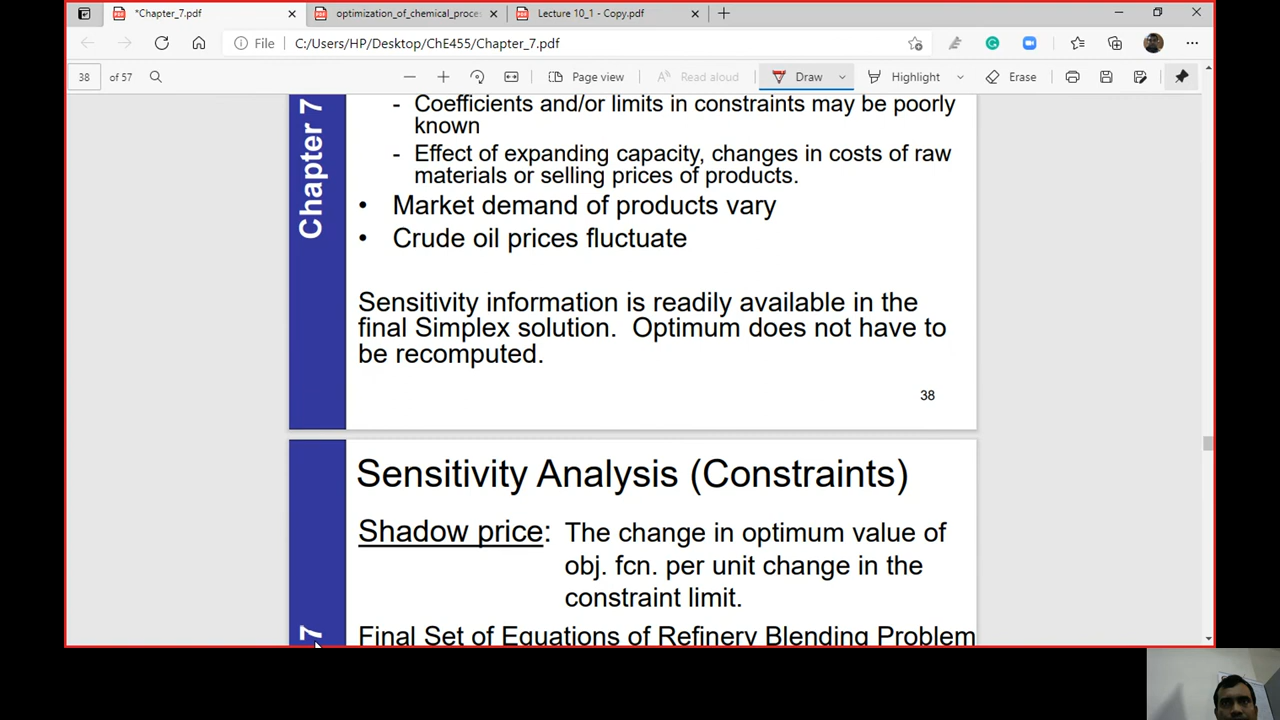 *Chapter_7.pdf
optimization_of_chemical_proces
Lecture 10_1 - Copy.pdf
File
C:/Users/HP/Desktop/ChE455/Chapter_7.pdf
38 of 57
Page view
Read aloud
Draw
Highlight
Erase
Chapter 7
- Coefficients and/or limits in constraints may be poorly
known
- Effect of expanding capacity, changes in costs of raw
materials or selling prices of products.
• Market demand of products vary
• Crude oil prices fluctuate
Sensitivity information is readily available in the
final Simplex solution. Optimum does not have to
be recomputed.
38
Sensitivity Analysis (Constraints)
Shadow price: The change in optimum value of
obj. fcn. per unit change in the
constraint limit.
7
Final Set of Equations of Refinery Blending Problem